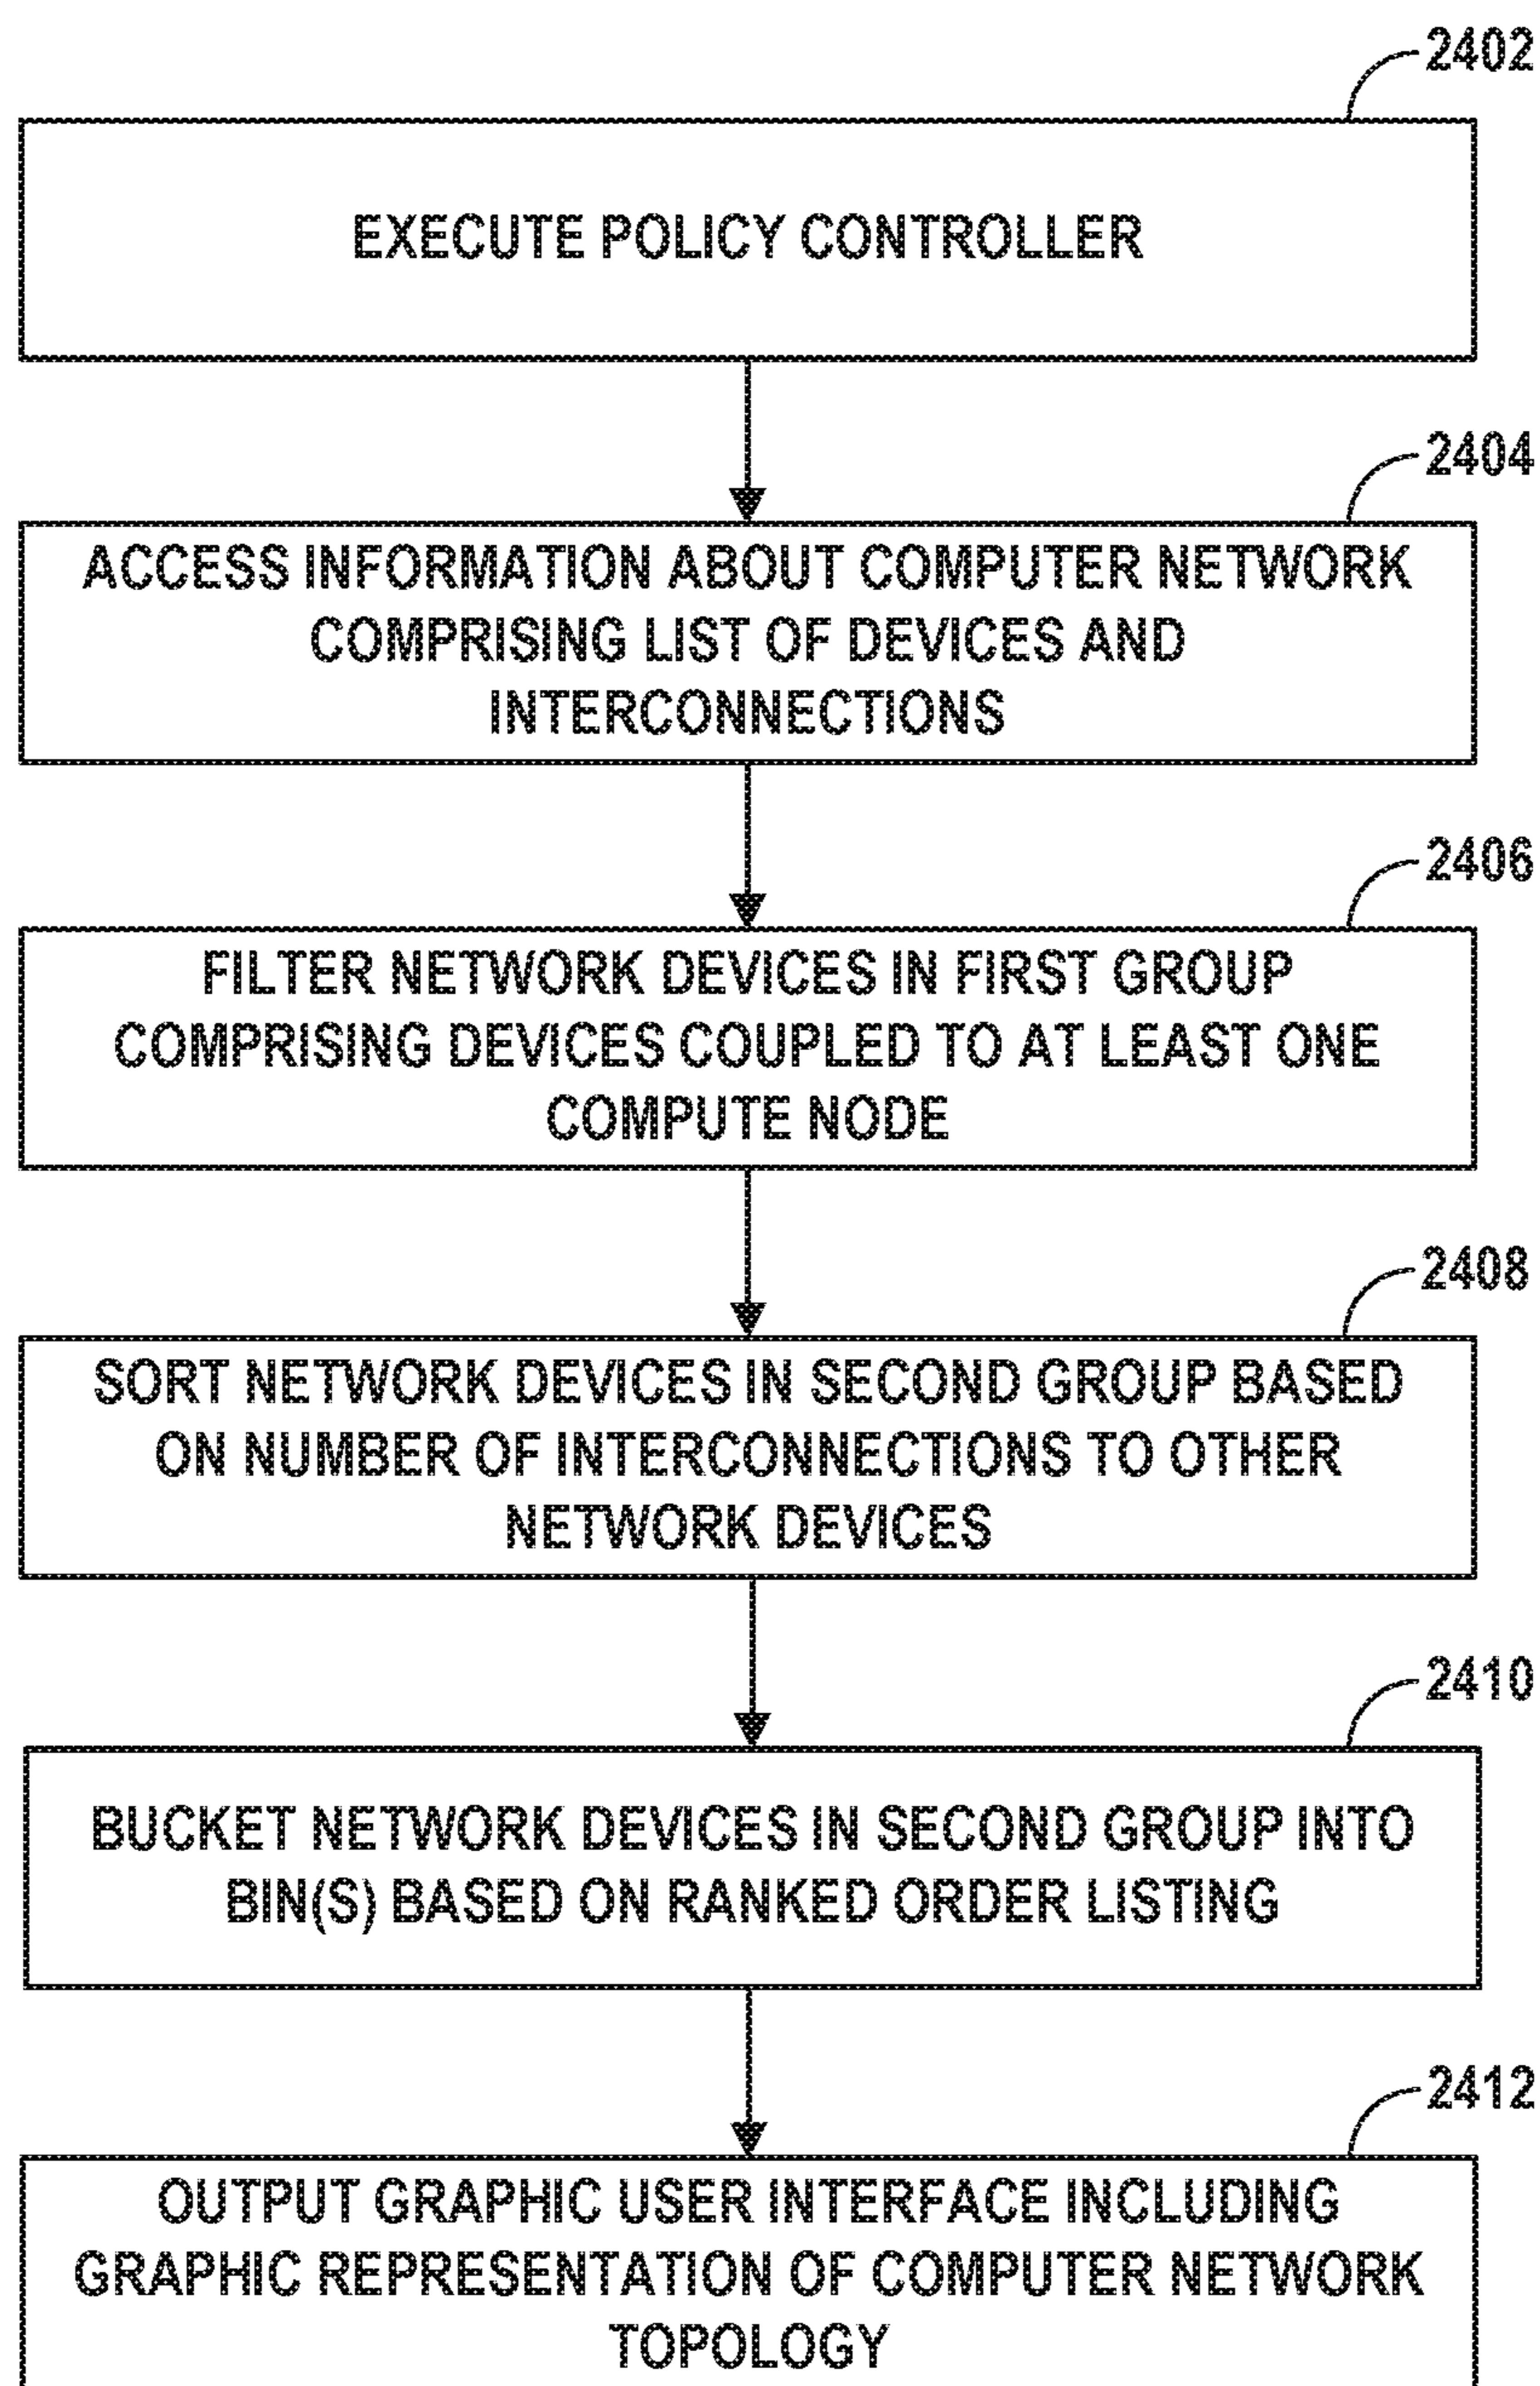 2402
EXECUTE POLICY CONTROLLER
2404
ACCESS INFORMATION ABOUT COMPUTER NETWORK
COMPRISING LIST OF DEVICES AND
INTERCONNECTIONS
2406
FILTER NETWORK DEVICES IN FIRST GROUP
COMPRISING DEVICES COUPLED TO AT LEAST ONE
COMPUTE NODE
2408
SORT NETWORK DEVICES IN SECOND GROUP BASED
ON NUMBER OF INTERCONNECTIONS TO OTHER
NETWORK DEVICES
2410
BUCKET NETWORK DEVICES IN SECOND GROUP INTO
BIN(S) BASED ON RANKED ORDER LISTING
2412
OUTPUT GRAPHIC USER INTERFACE INCLUDING
GRAPHIC REPRESENTATION OF COMPUTER NETWORK
TOPOLOGY